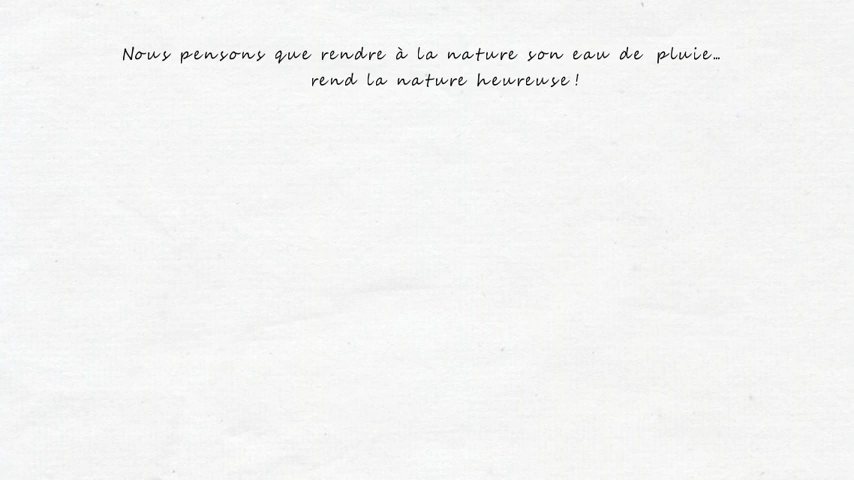 Nous pensons que rendre à la nature son eau de pluie...
rend la nature heureuse !